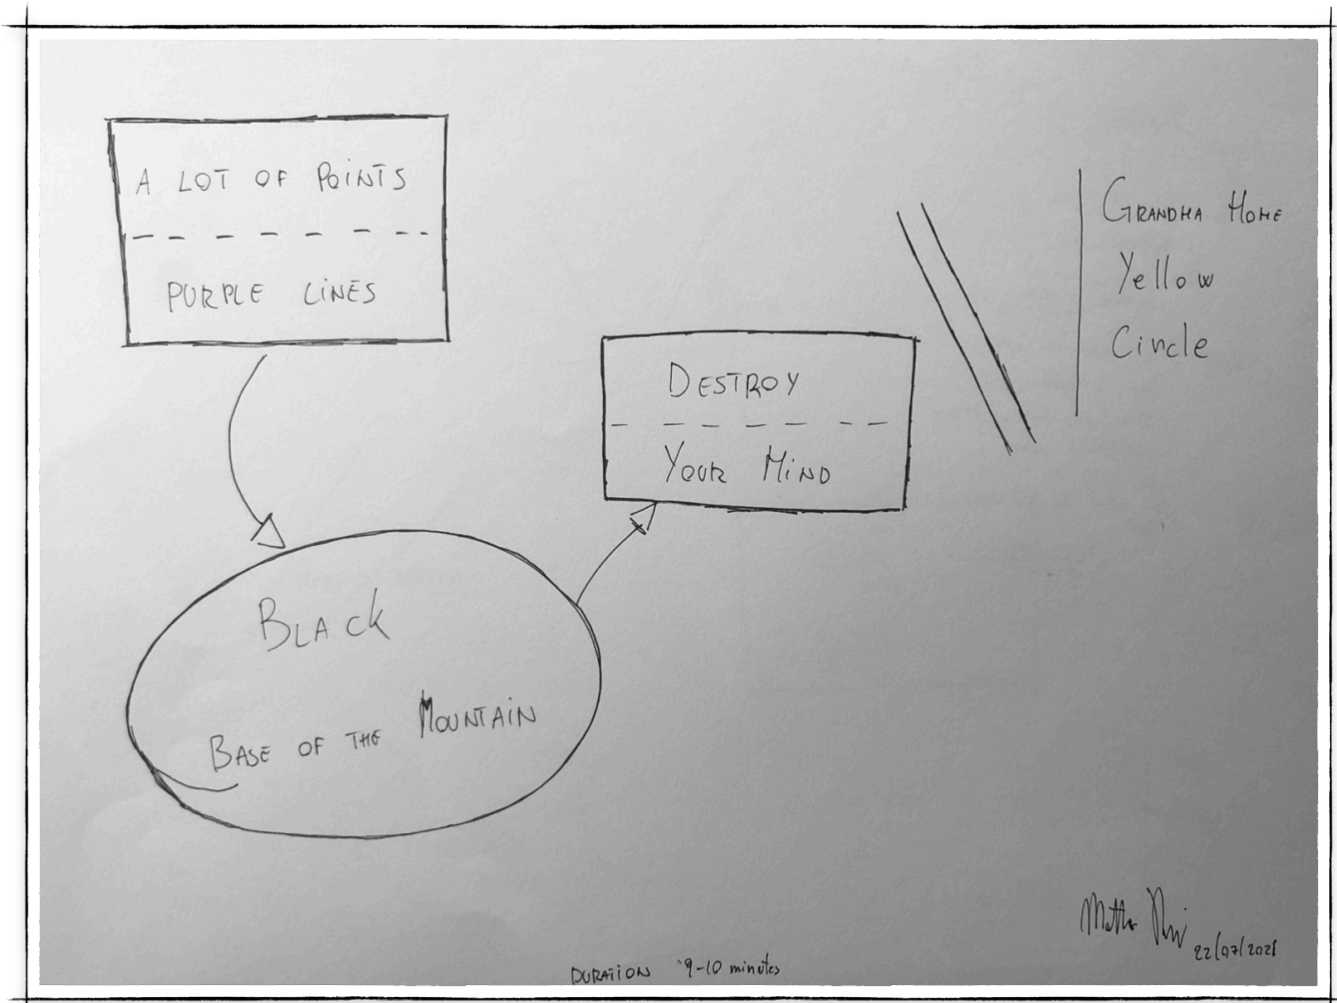 A LOT OF POINTS
PURPLE LINES
GRANDMA HOME
Yellow
Circle
DESTROY
YOUR MIND
BLACK
BASE OF THE MOUNTAIN
22/07/2021
DURATION 9-10 minutes